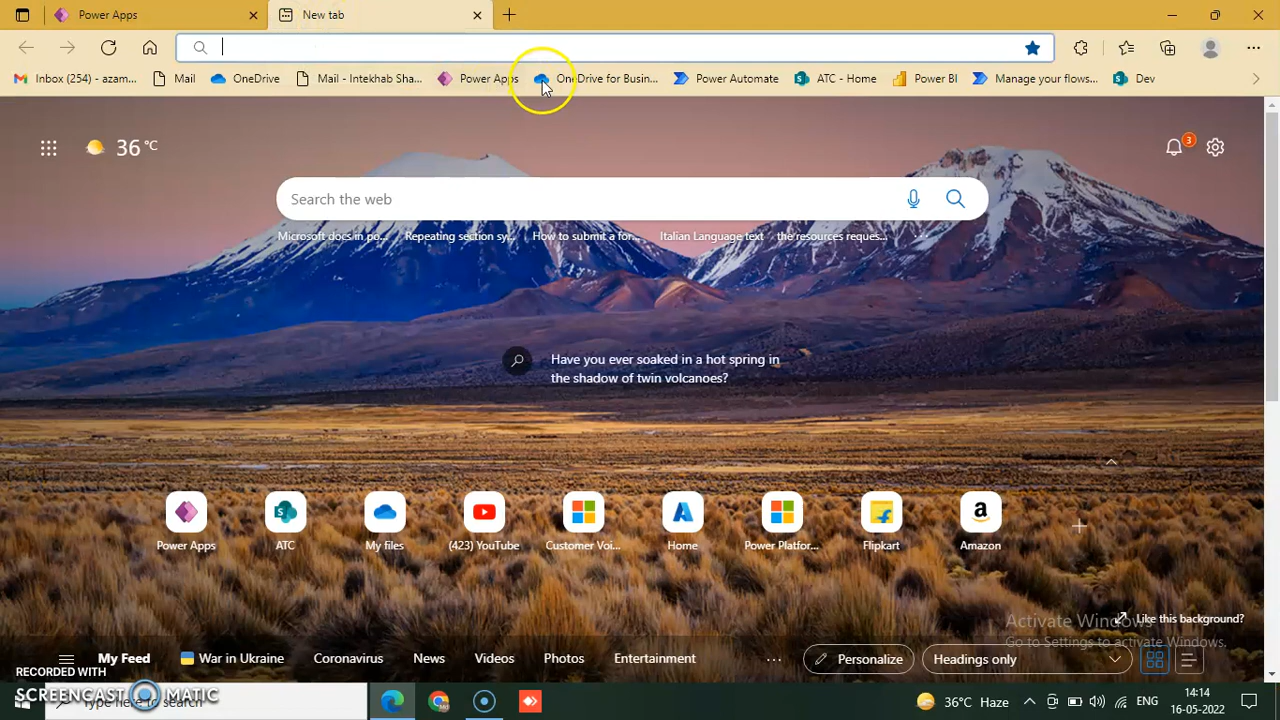 Power Apps
New tab
Inbox (254) - azam...
Mail
OneDrive
Mail - Intekhab Sha...
Power Apps
OneDrive for Busin...
Power Automate
ATC - Home
Power BI
Manage your flows...
Dev
36 °C
3
Search the web
Microsoft docs in po...
Repeating section sy...
How to submit a for...
Italian Language text
the resources reques...
Have you ever soaked in a hot spring in
the shadow of twin volcanoes?
Power Apps
ATC
My files
(423) YouTube
Customer Voi...
Home
Power Platfor...
Flipkart
Amazon
Activate Windows
Like this background?
Go to Settings to activate Windows.
My Feed
War in Ukraine
Coronavirus
News
Videos
Photos
Entertainment
...
Personalize
Headings only
RECORDED WITH
SCREENCAST MATIC
Type here to search
36°C Haze
ENG
14:14
16-05-2022